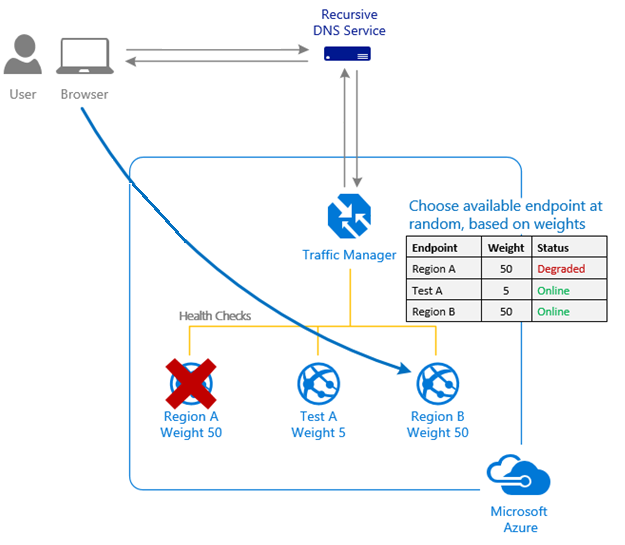 Recursive
DNS Service
User
Browser
Choose available endpoint at
random, based on weights
Endpoint Weight Status
Region A 50 Degraded
Test A 5 Online
Region B 50 Online
Traffic Manager
Health Checks
Region A
Weight 50
Test A
Weight 5
Region B
Weight 50
Microsoft
Azure